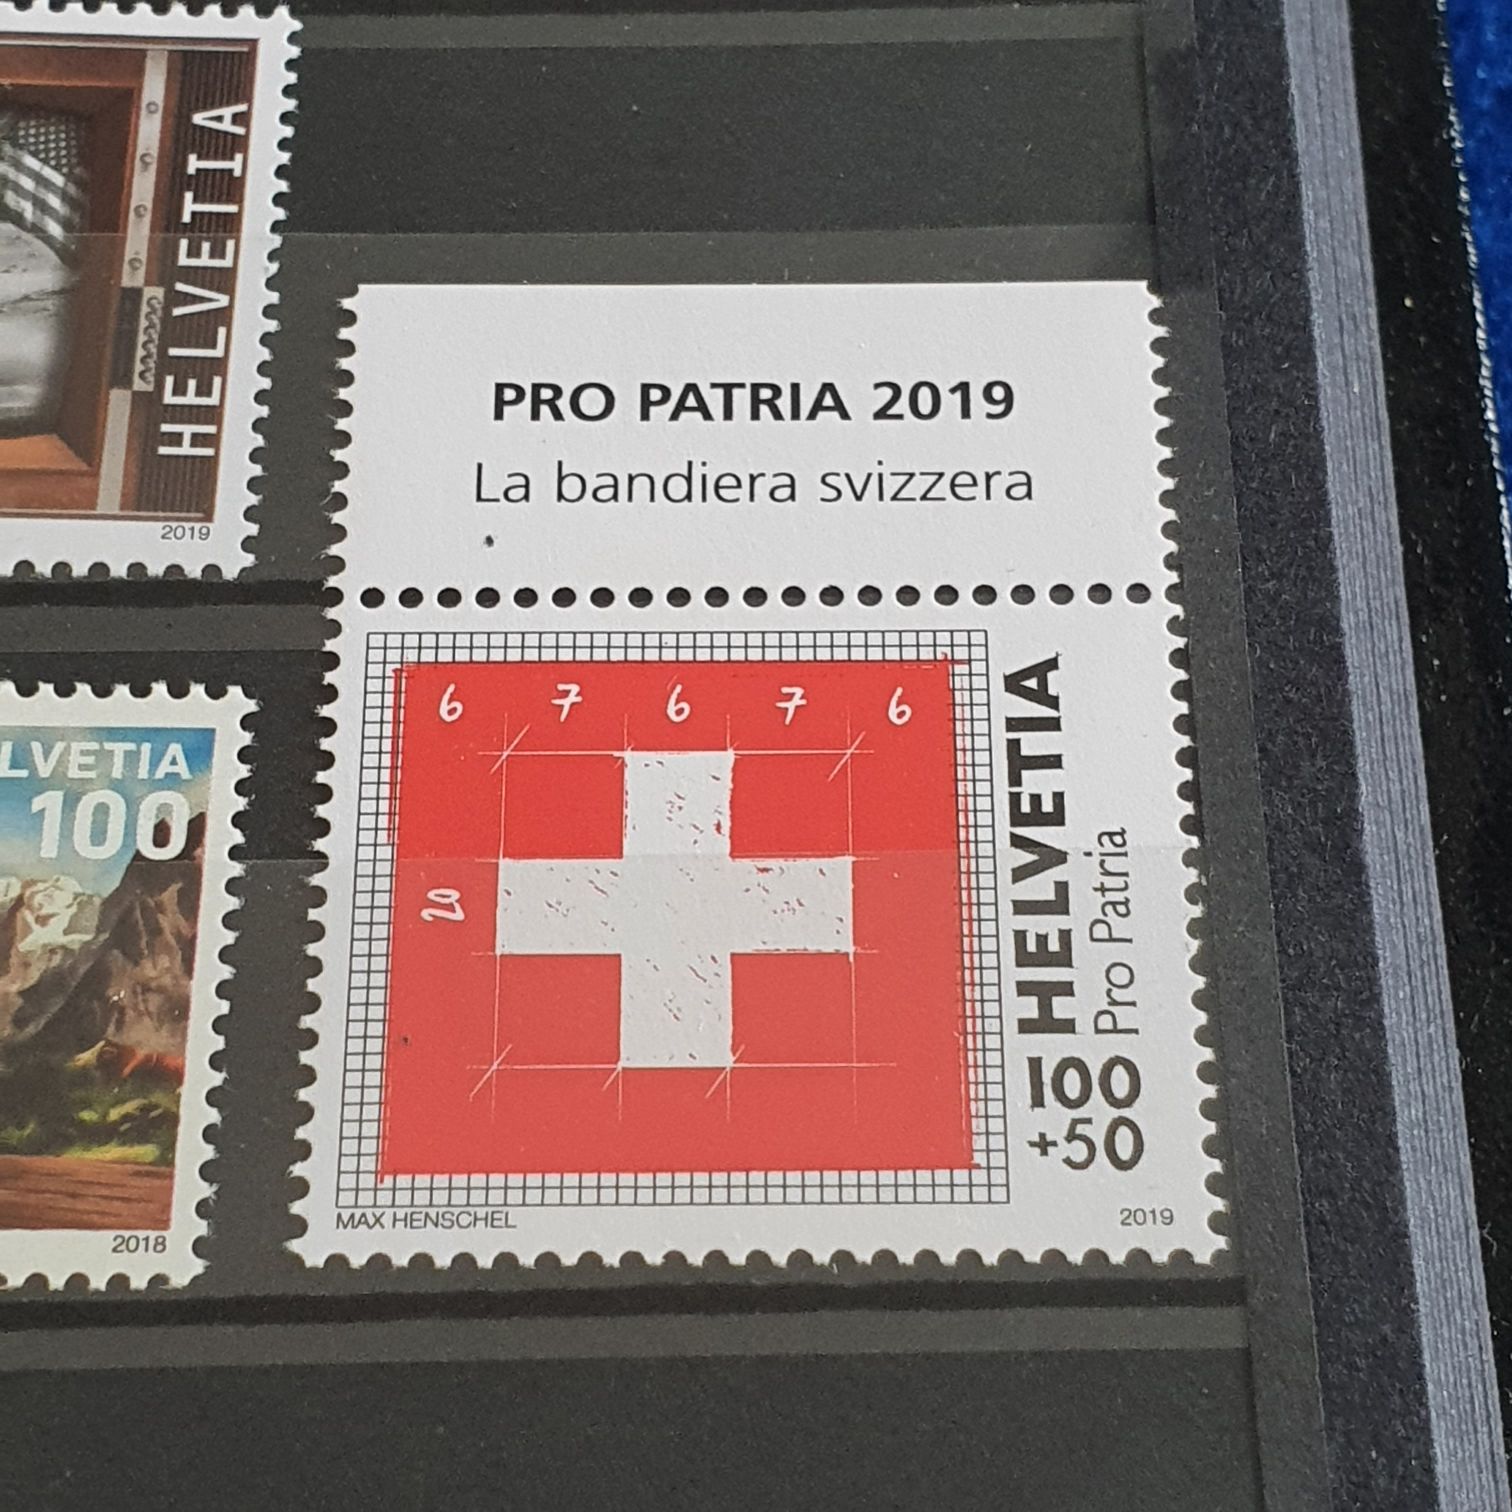 HELVETIA
2019
LVETIA
100
2018
PRO PATRIA 2019
La bandiera svizzera
6 7 6 7 6
20
HELVETIA
Pro Patria
100
+50
MAX HENSCHEL
2019